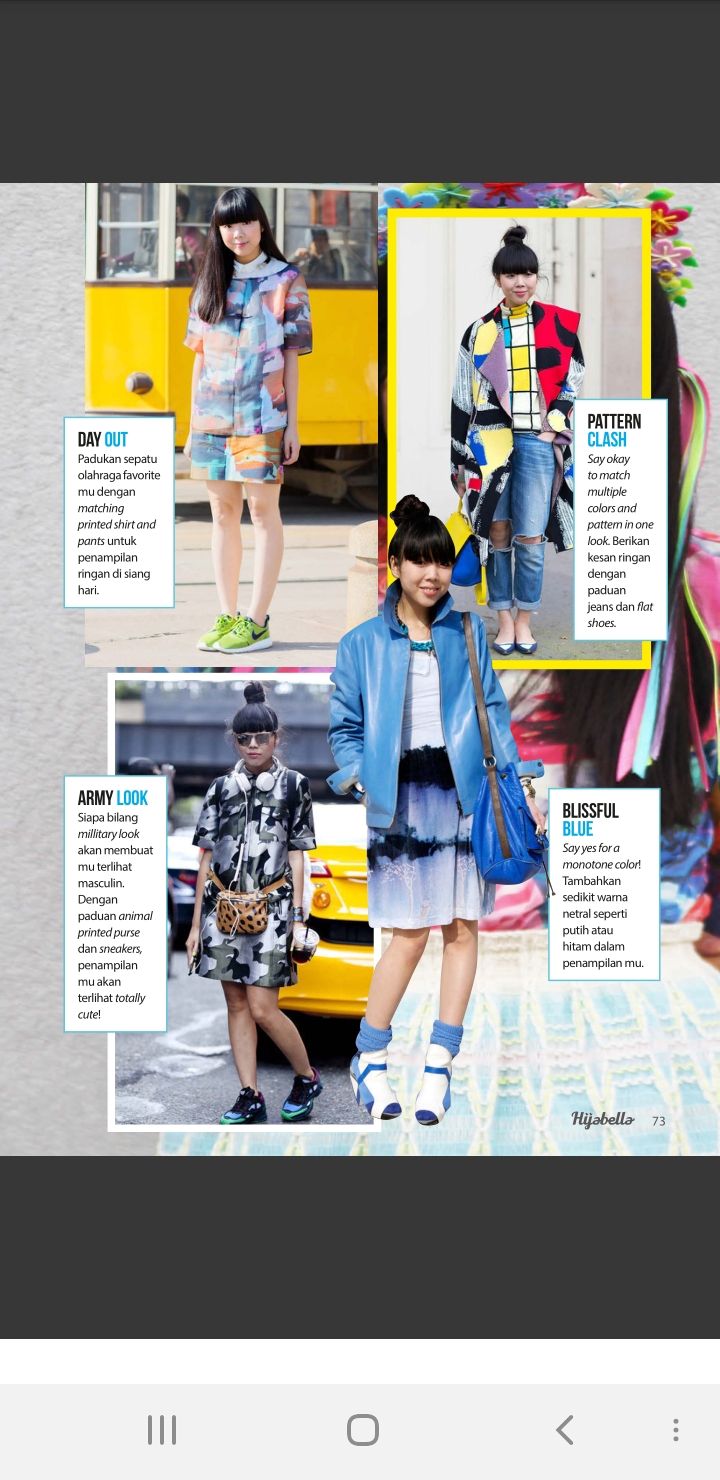 DAY OUT
Padukan sepatu
olahraga favorite
mu dengan
matching
printed shirt and
pants untuk
penampilan
ringan di siang
hari.
PATTERN
CLASH
Say okay
to match
multiple
colors and
pattern in one
look. Berikan
kesan ringan
dengan
paduan
jeans dan flat
shoes.
ARMY LOOK
Siapa bilang
millitary look
akan membuat
mu terlihat
masculin.
Dengan
paduan animal
printed purse
dan sneakers,
penampilan
mu akan
terlihat totally
cute!
BLISSFUL
BLUE
Say yes for a
monotone color!
Tambahkan
sedikit warna
netral seperti
putih atau
hitam dalam
penampilan mu.
Hijabella 73